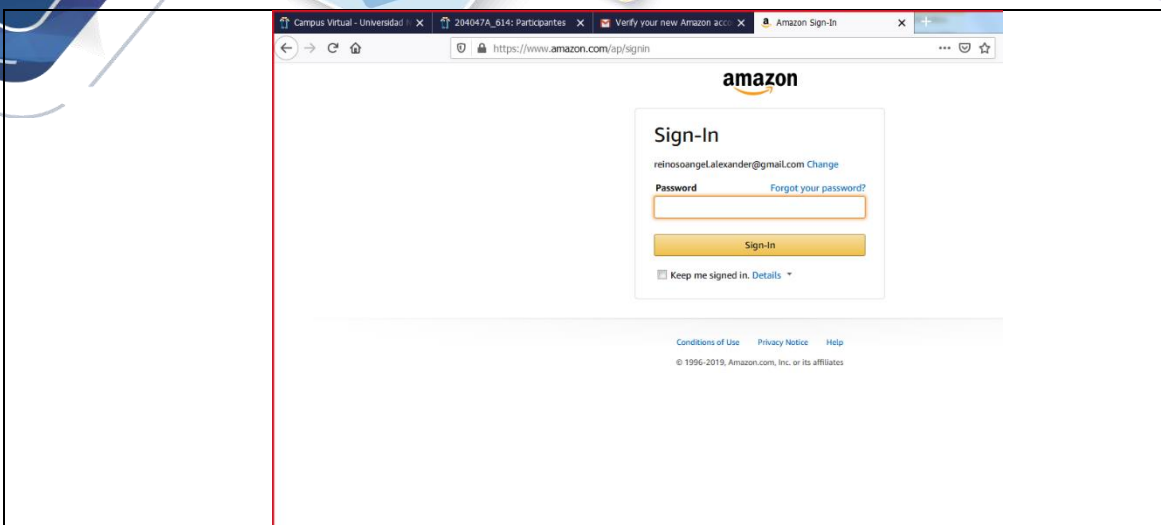 Campus Virtual - Universidad N
204047A_614: Participantes
Verify your new Amazon acco
Amazon Sign-In
https://www.amazon.com/ap/signin
amazon
Sign-In
reinosoangel.alexander@gmail.com Change
Password Forgot your password?
Sign-In
Keep me signed in. Details
Conditions of Use Privacy Notice Help
© 1996-2019, Amazon.com, Inc. or its affiliates